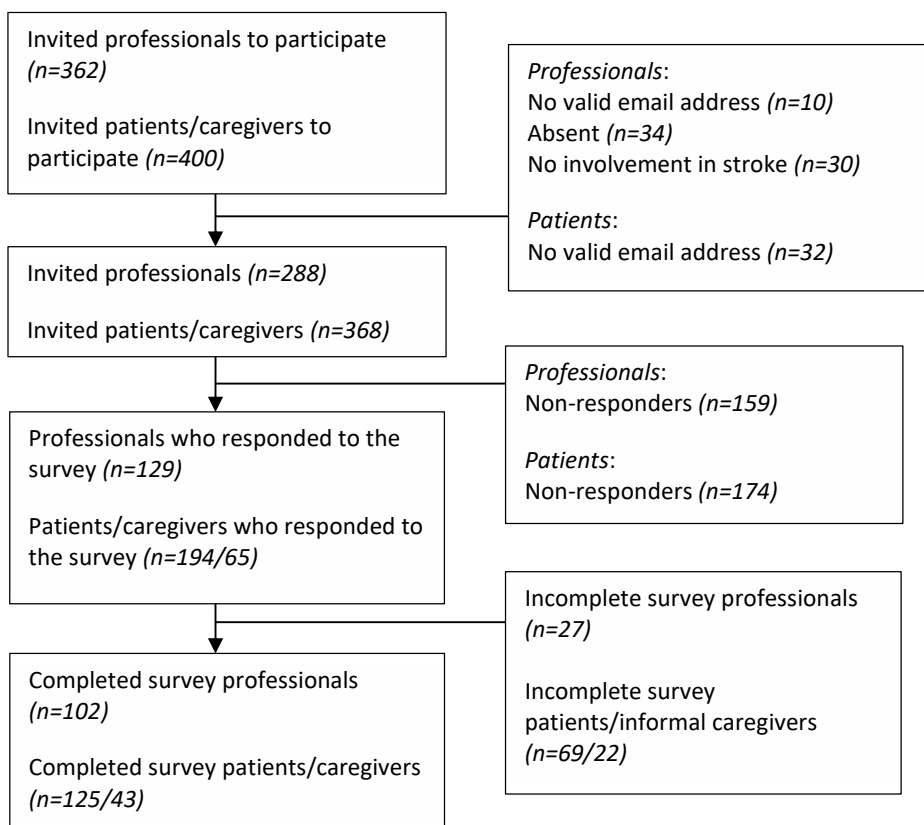 Invited professionals to participate
(n=362)
Invited patients/caregivers to
participate (n=400)
Professionals:
No valid email address (n=10)
Absent (n=34)
No involvement in stroke (n=30)
Patients:
No valid email address (n=32)
Invited professionals (n=288)
Invited patients/caregivers (n=368)
Professionals:
Non-responders (n=159)
Patients:
Non-responders (n=174)
Professionals who responded to the
survey (n=129)
Patients/caregivers who responded to
the survey (n=194/65)
Incomplete survey professionals
(n=27)
Incomplete survey
patients/informal caregivers
(n=69/22)
Completed survey professionals
(n=102)
Completed survey patients/caregivers
(n=125/43)